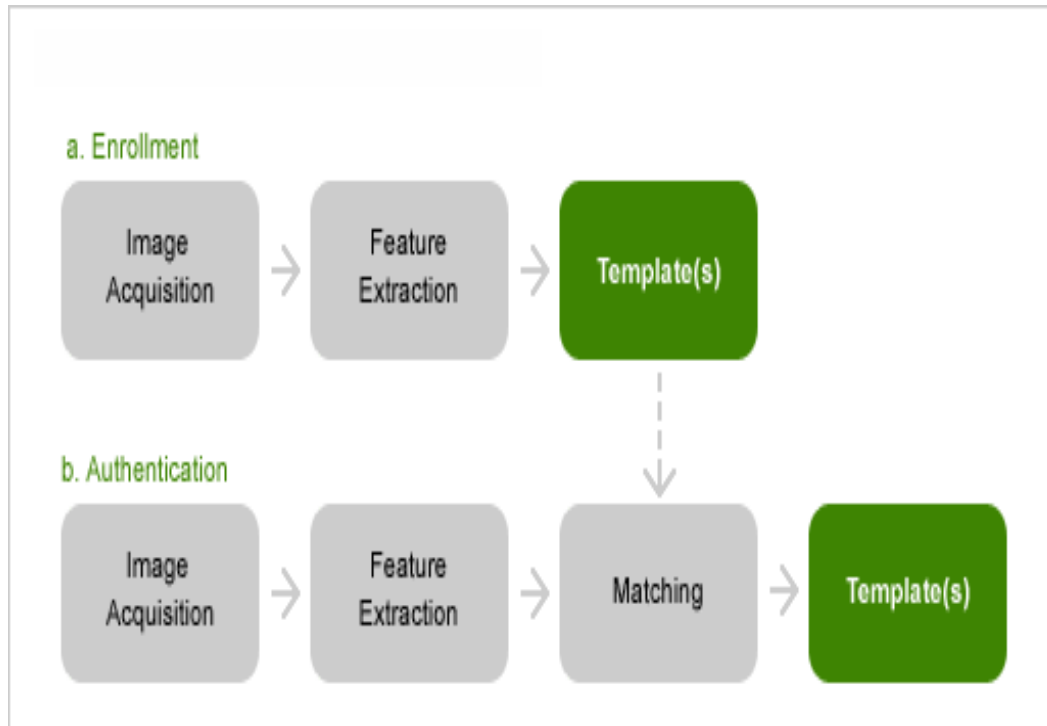 a. Enrollment
Image
Acquisition
Feature
Extraction
Template(s)
b. Authentication
Image
Acquisition
Feature
Extraction
Matching
Template(s)